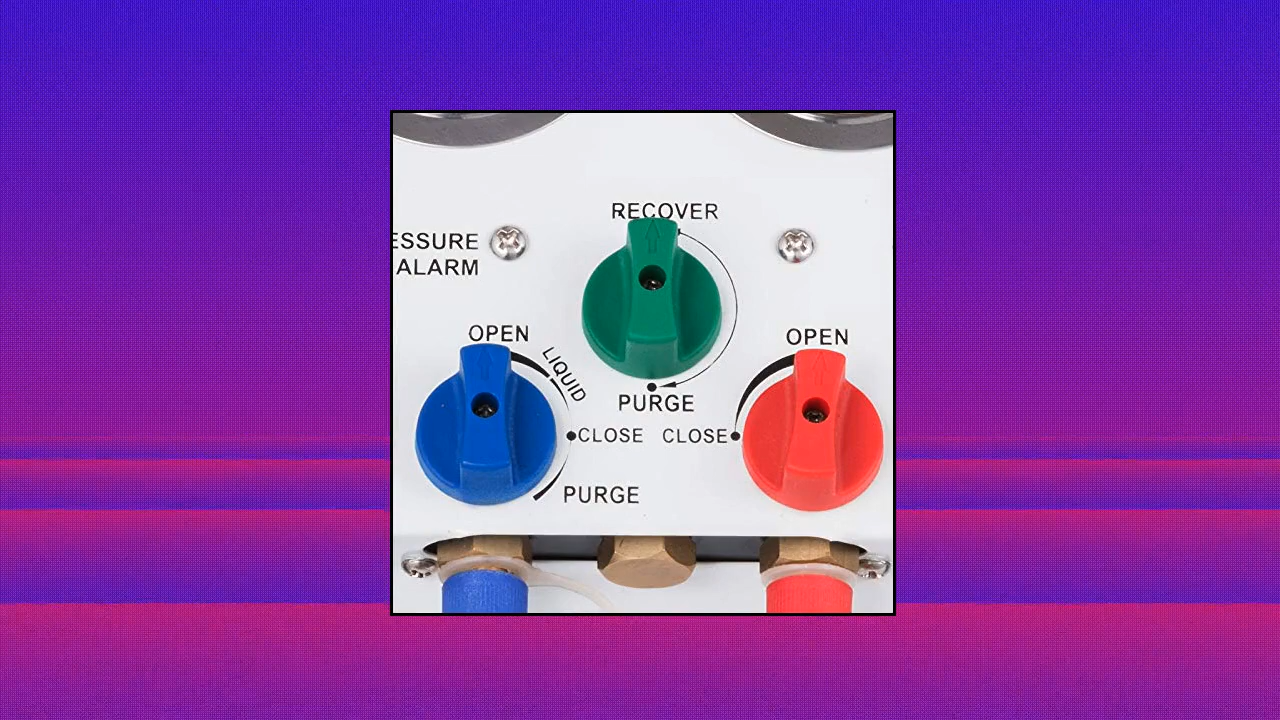 RECOVER
ESSURE
ALARM
OPEN
LIQUID
OPEN
PURGE
CLOSE
CLOSE
PURGE